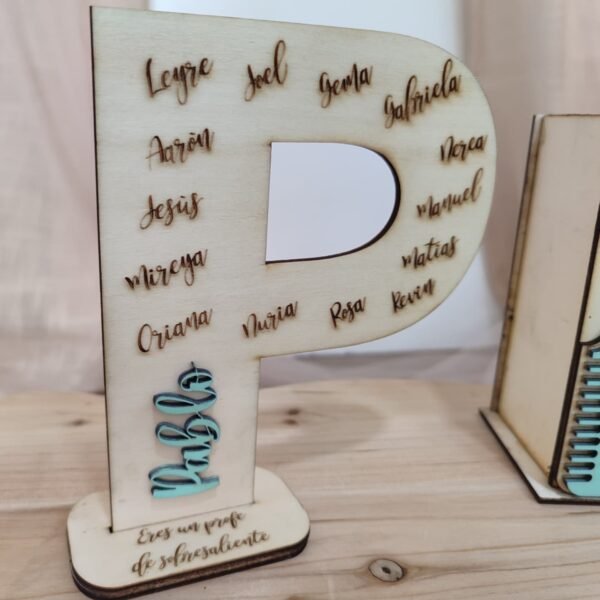 Leyre Joel Gema Gabriela
Aarón Nerea
Jesús Manuel
Mireya Matías
Oriana Nuria Rosa Kevin
Pablo
Eres un profe
de sobresaliente